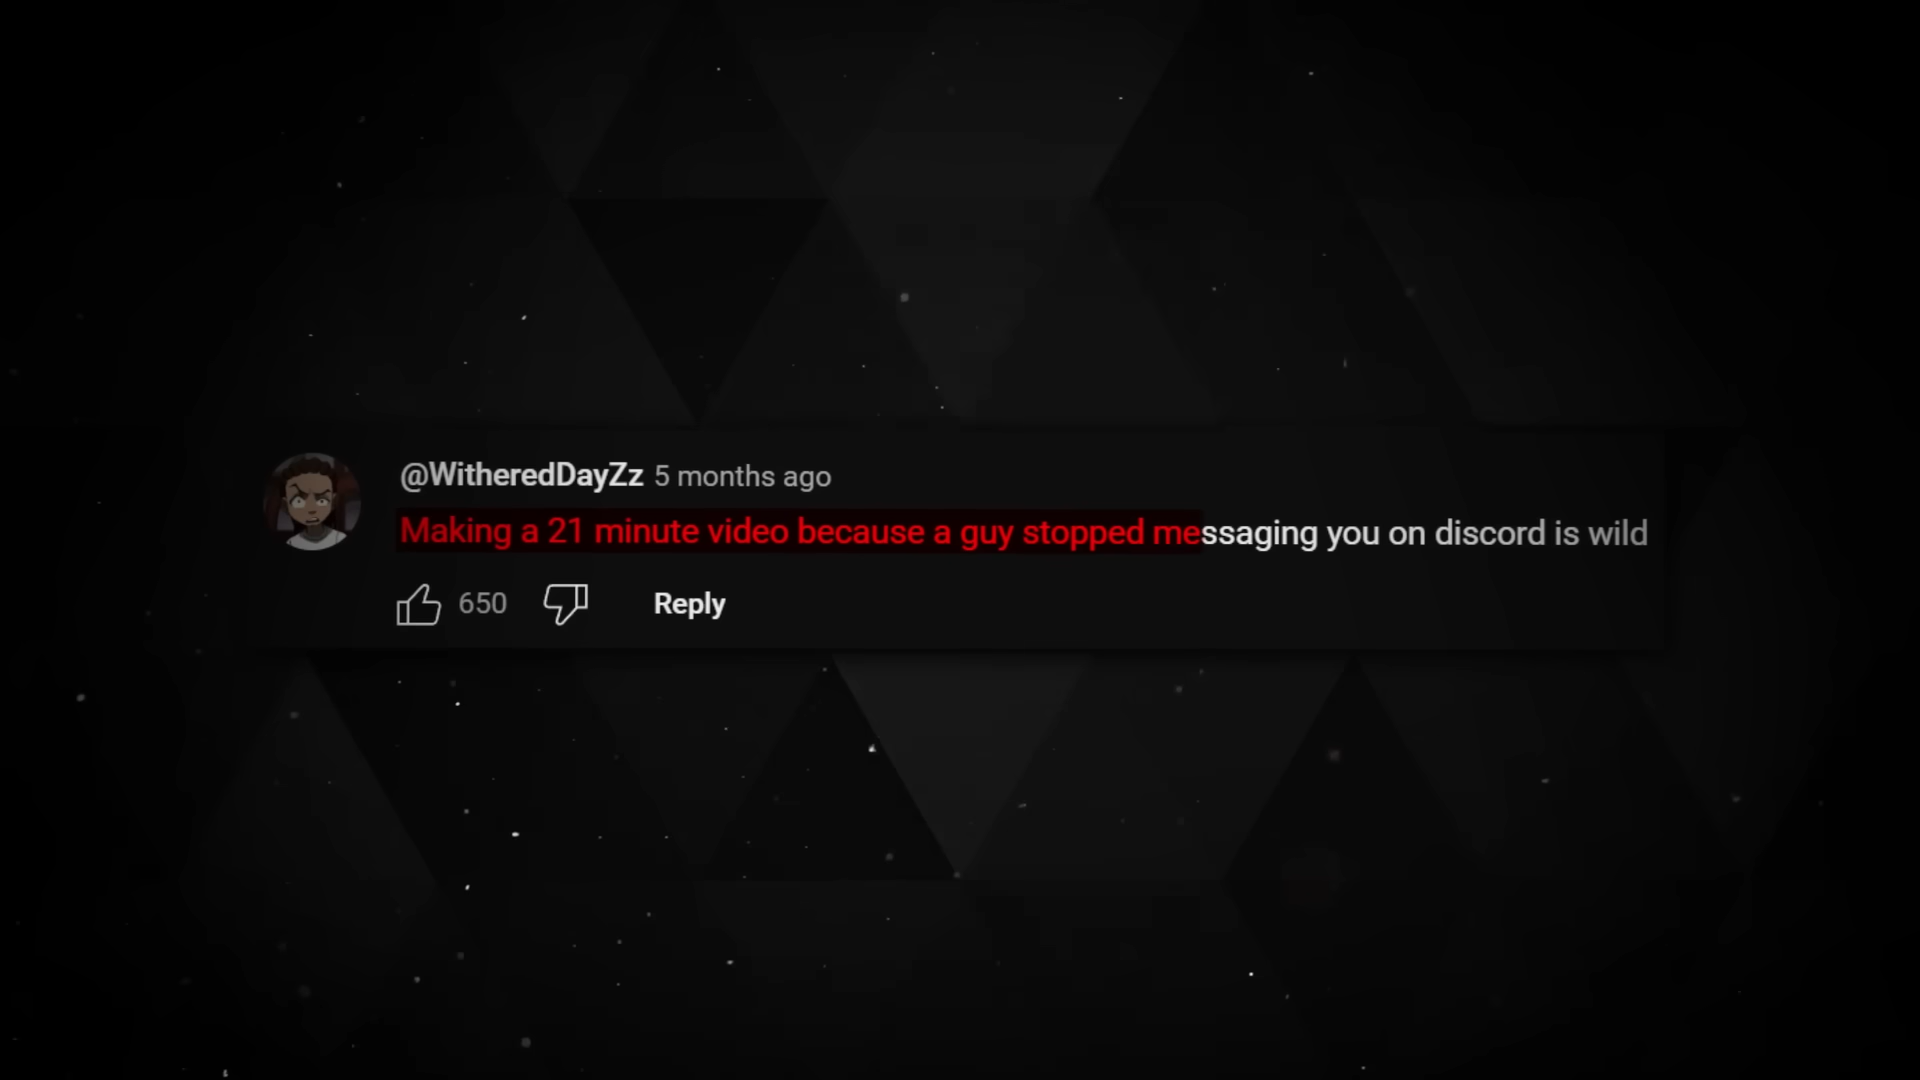 @WitheredDayZz 5 months ago
Making a 21 minute video because a guy stopped messaging you on discord is wild
650 Reply